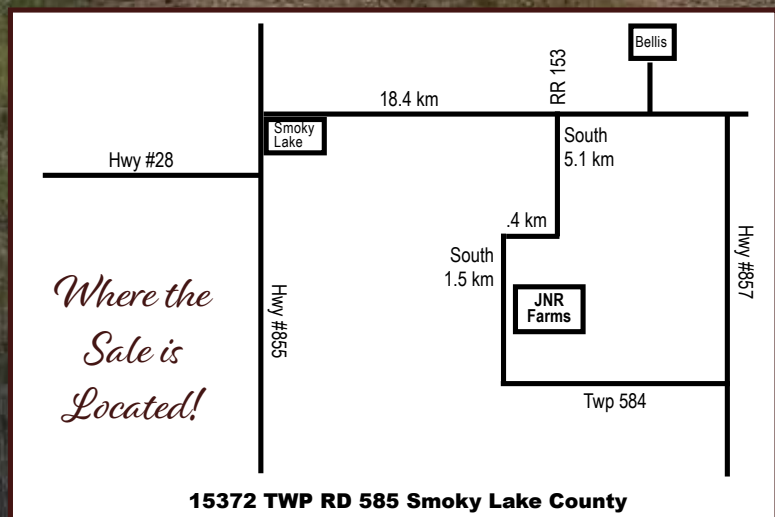 Bellis
RR 153
18.4 km
Smoky
Lake
South
5.1 km
Hwy #28
.4 km
South
1.5 km
Hwy #857
Where the
Sale is
Located!
Hwy #855
JNR
Farms
Twp 584
15372 TWP RD 585 Smoky Lake County